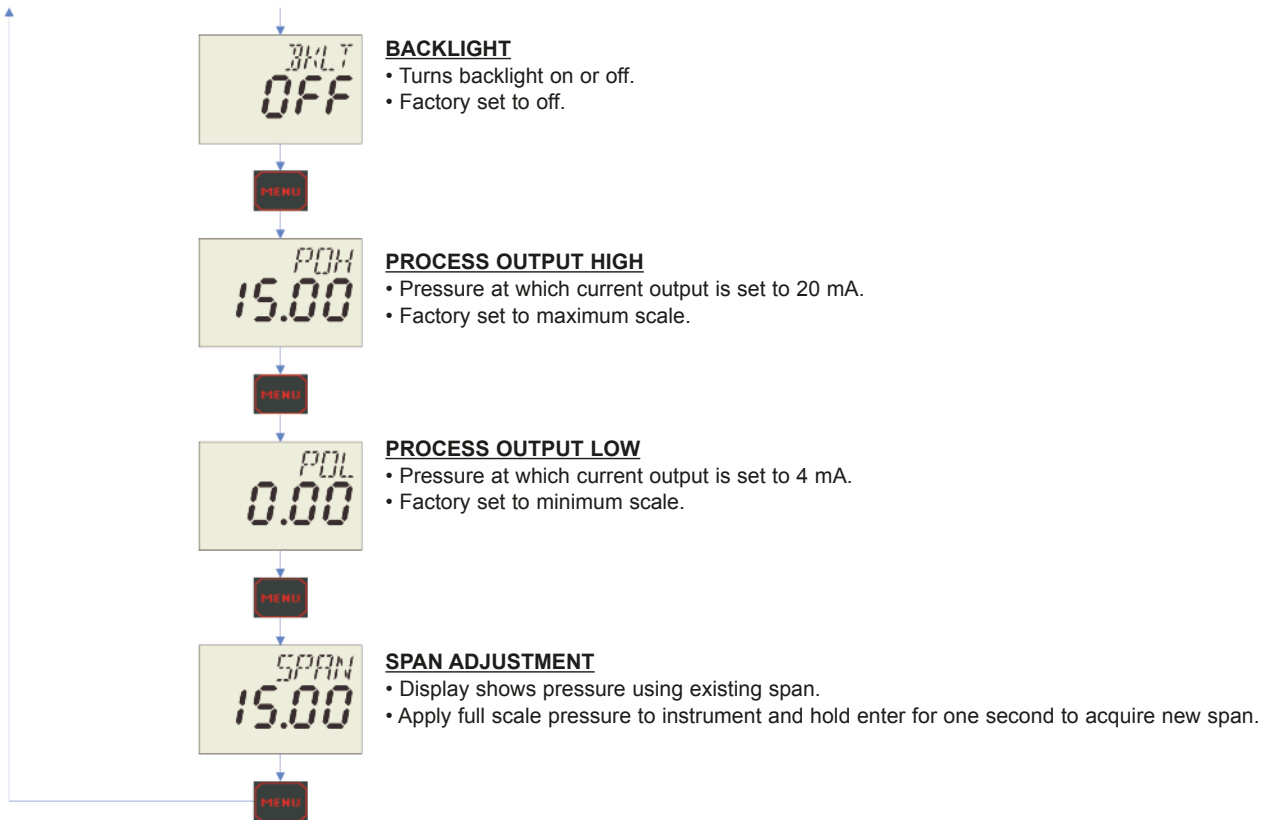 BKLT
OFF
BACKLIGHT
• Turns backlight on or off.
• Factory set to off.
MENU
POH
15.00
PROCESS OUTPUT HIGH
• Pressure at which current output is set to 20 mA.
• Factory set to maximum scale.
MENU
POL
0.00
PROCESS OUTPUT LOW
• Pressure at which current output is set to 4 mA.
• Factory set to minimum scale.
MENU
SPAN
15.00
SPAN ADJUSTMENT
• Display shows pressure using existing span.
• Apply full scale pressure to instrument and hold enter for one second to acquire new span.
MENU